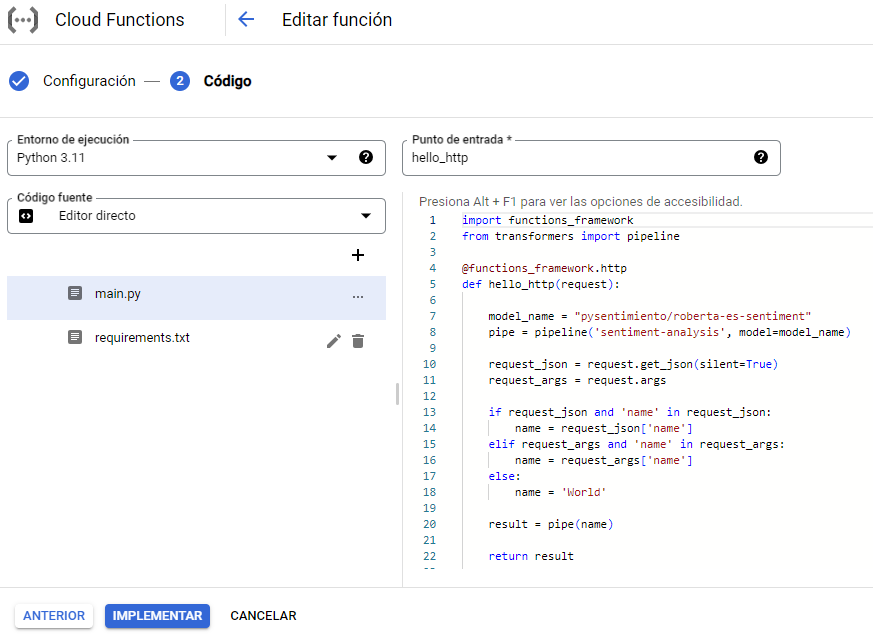 Cloud Functions
Editar función
Configuración
2
Código
Entorno de ejecución
Python 3.11
Punto de entrada *
hello_http
Código fuente
Editor directo
main.py
requirements.txt
Presiona Alt + F1 para ver las opciones de accesibilidad.
1 import functions_framework
2 from transformers import pipeline
3
4 @functions_framework.http
5 def hello_http(request):
6
7 model_name = "pysentimiento/roberta-es-sentiment"
8 pipe = pipeline('sentiment-analysis', model=model_name)
9
10 request_json = request.get_json(silent=True)
11 request_args = request.args
12
13 if request_json and 'name' in request_json:
14 name = request_json['name']
15 elif request_args and 'name' in request_args:
16 name = request_args['name']
17 else:
18 name = 'World'
19
20 result = pipe(name)
21
22 return result
ANTERIOR
IMPLEMENTAR
CANCELAR